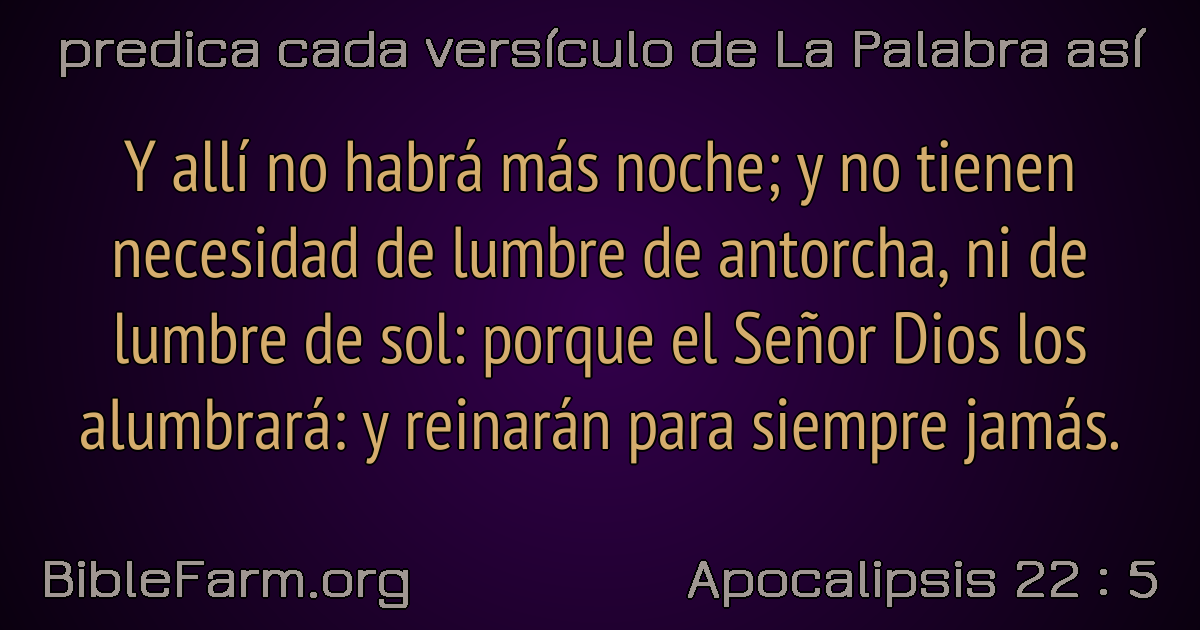 predica cada versículo de La Palabra así
Y allí no habrá más noche; y no tienen
necesidad de lumbre de antorcha, ni de
lumbre de sol: porque el Señor Dios los
alumbrará: y reinarán para siempre jamás.
BibleFarm.org
Apocalipsis 22 : 5